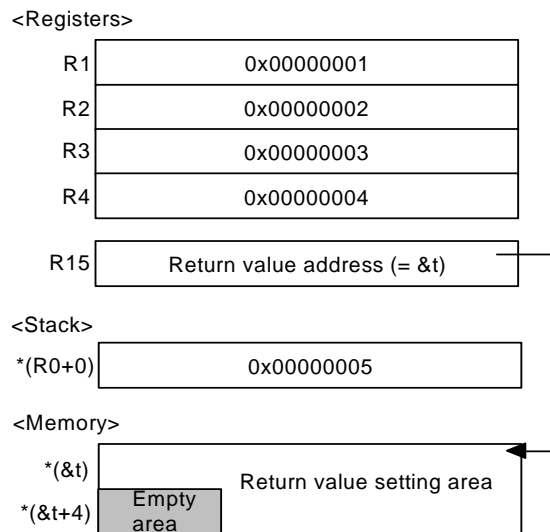 <Registers>
R1 0x00000001
R2 0x00000002
R3 0x00000003
R4 0x00000004
R15 Return value address (= &t)
<Stack>
*(R0+0) 0x00000005
<Memory>
*(&t)
Return value setting area
*(&t+4) Empty
area